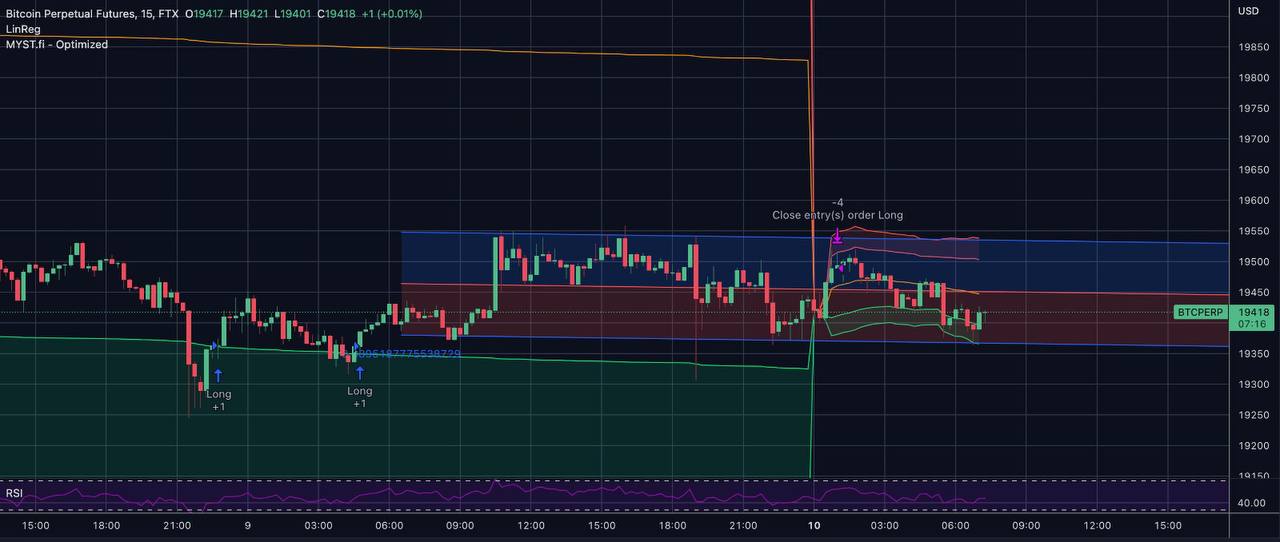 Bitcoin Perpetual Futures, 15, FTX O19417 H19421 L19401 C19418 +1 (+0.01%)
LinReg
MYST.fi - Optimized
USD
19850
19800
19750
19700
19650
19600
-4
Close entry(s) order Long
19550
19500
19450
BTCPERP 19418
07:16
19350
19300
Long
+1
Long
+1
19250
19200
19150
RSI
40.00
15:00 18:00 21:00 9 03:00 06:00 09:00 12:00 15:00 18:00 21:00 10 03:00 06:00 09:00 12:00 15:00